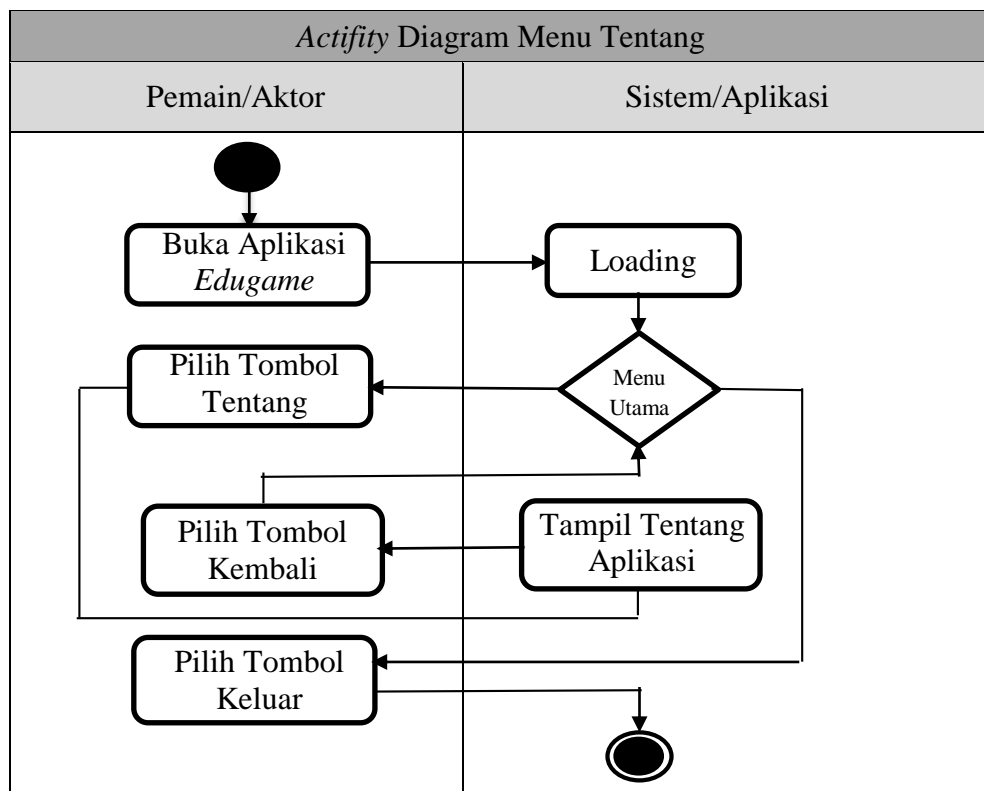 Actifity Diagram Menu Tentang
Pemain/Aktor
Sistem/Aplikasi
Buka Aplikasi
Edugame
Loading
Pilih Tombol
Tentang
Menu
Utama
Pilih Tombol
Kembali
Tampil Tentang
Aplikasi
Pilih Tombol
Keluar